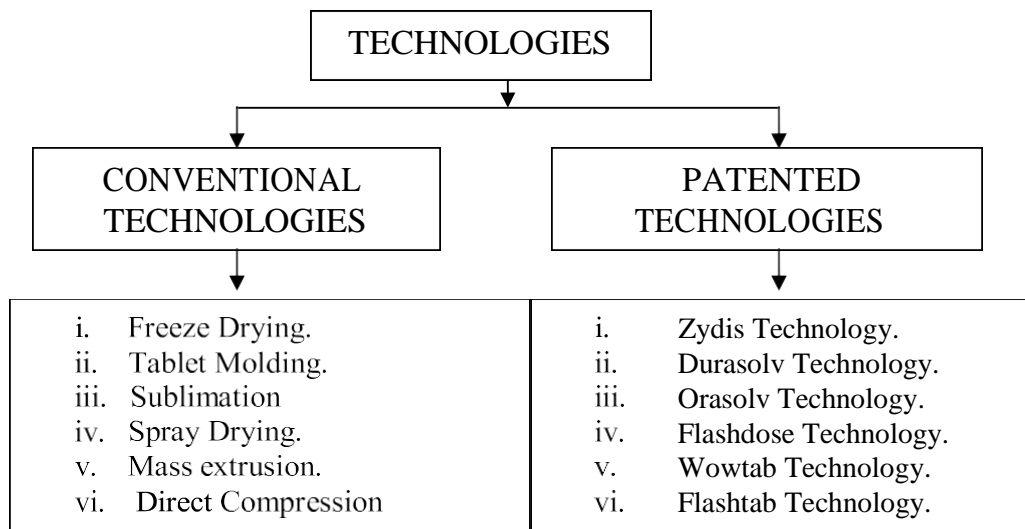 TECHNOLOGIES
CONVENTIONAL
TECHNOLOGIES
i. Freeze Drying.
ii. Tablet Molding.
iii. Sublimation
iv. Spray Drying.
v. Mass extrusion.
vi. Direct Compression
PATENTED
TECHNOLOGIES
i. Zydis Technology.
ii. Durasolv Technology.
iii. Orasolv Technology.
iv. Flashdose Technology.
v. Wowtab Technology.
vi. Flashtab Technology.